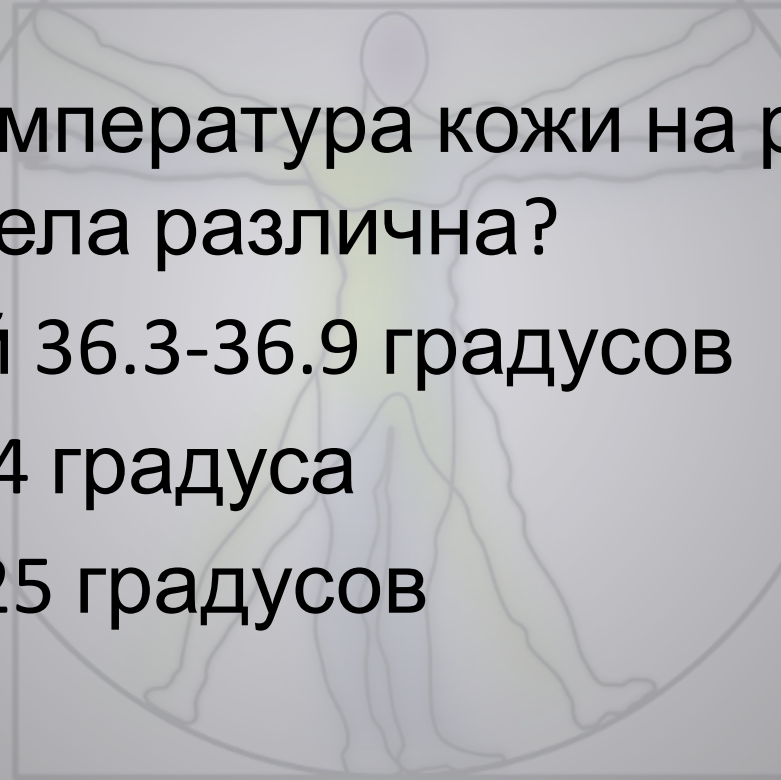 мпература кожи на р
ела различна?
й 36.3-36.9 градусов
4 градуса
25 градусов